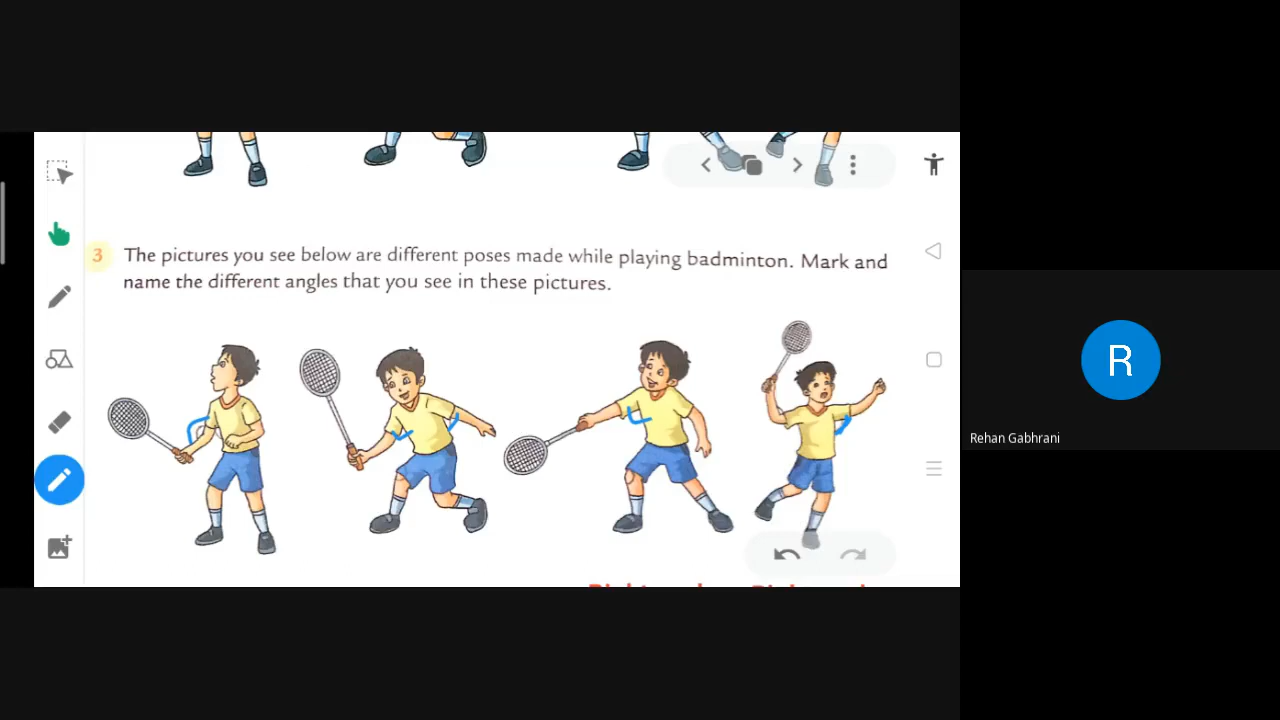 3 The pictures you see below are different poses made while playing badminton. Mark and
name the different angles that you see in these pictures.
R
Rehan Gabhrani